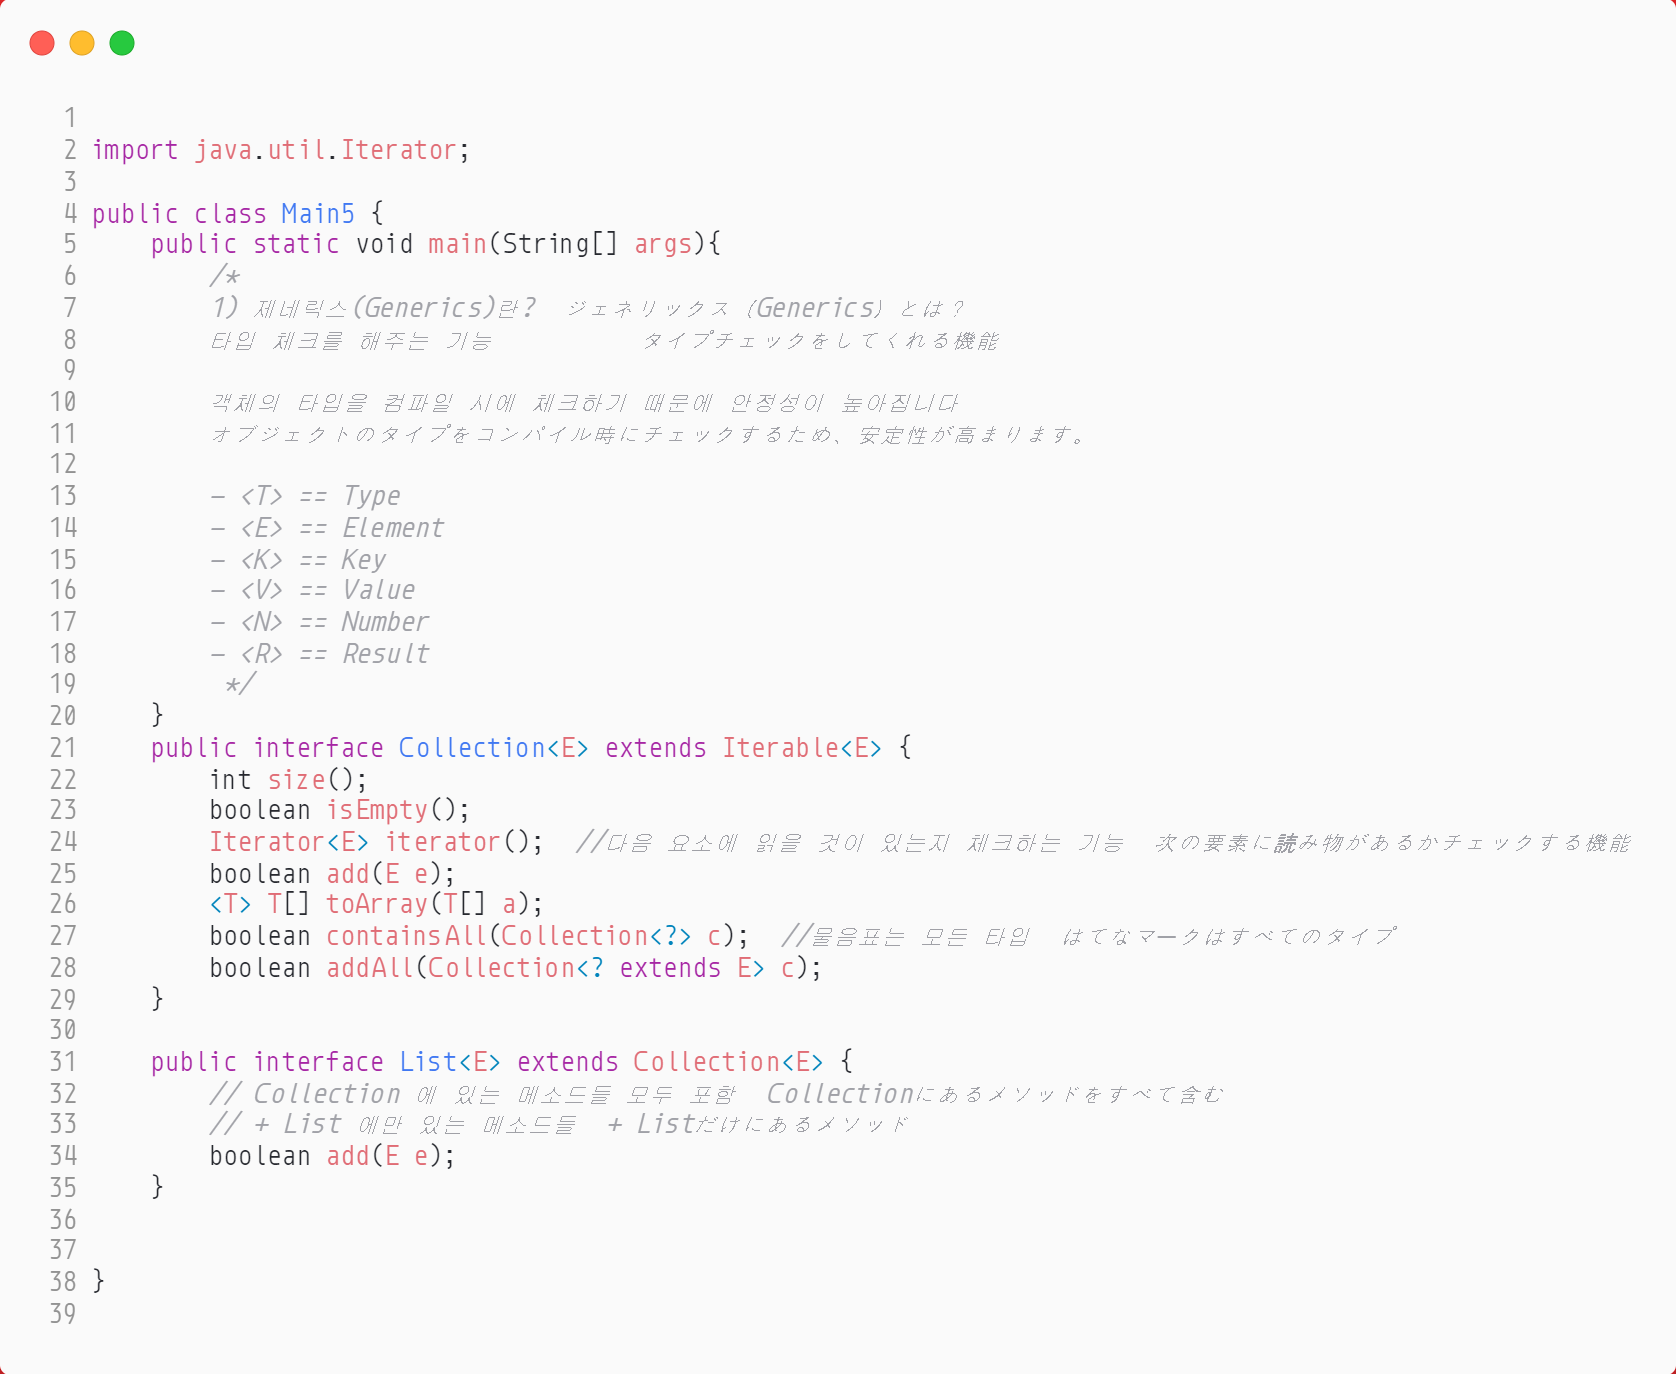 1
2 import java.util.Iterator;
3
4 public class Main5 {
5     public static void main(String[] args){
6         /*
7         1) 제네릭스(Generics)란?  ジェネリックス（Generics）とは？
8         타입 체크를 해주는 기능          タイプチェックをしてくれる機能
9
10         객체의 타입을 컴파일 시에 체크하기 때문에 안정성이 높아집니다
11         オブジェクトのタイプをコンパイル時にチェックするため、安定性が高まります。
12
13         - <T> == Type
14         - <E> == Element
15         - <K> == Key
16         - <V> == Value
17         - <N> == Number
18         - <R> == Result
19          */
20     }
21     public interface Collection<E> extends Iterable<E> {
22         int size();
23         boolean isEmpty();
24         Iterator<E> iterator();  //다음 요소에 읽을 것이 있는지 체크하는 기능  次の要素に読み物があるかチェックする機能
25         boolean add(E e);
26         <T> T[] toArray(T[] a);
27         boolean containsAll(Collection<?> c);  //물음표는 모든 타입  はてなマークはすべてのタイプ
28         boolean addAll(Collection<? extends E> c);
29     }
30
31     public interface List<E> extends Collection<E> {
32         // Collection 에 있는 메소드들 모두 포함  Collectionにあるメソッドをすべて含む
33         // + List 에만 있는 메소드들  + Listだけにあるメソッド
34         boolean add(E e);
35     }
36
37
38 }
39